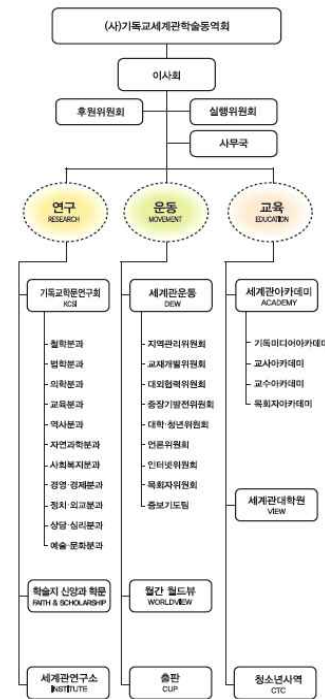 (사)기독교세계관학술동역회
이사회
후원위원회
실행위원회
사무국
연구
RESEARCH
기독교학문연구회
KCSI
철학분과
법학분과
의학분과
교육분과
역사분과
자연과학분과
사회복지분과
경영·경제분과
정치·외교분과
상담·심리분과
예술·문화분과
학술지 신앙과 학문
FAITH & SCHOLARSHIP
세계관연구소
INSTITUTE
운동
MOVEMENT
세계관운동
DEW
지역관리위원회
교재개발위원회
대외협력위원회
중장기발전위원회
대학·청년위원회
언론위원회
인터넷위원회
목회자위원회
중보기도팀
월간 월드뷰
WORLDVIEW
출판
CUP
교육
EDUCATION
세계관아카데미
ACADEMY
기독미디어아카데미
교사아카데미
교수아카데미
목회자아카데미
세계관대학원
VIEW
청소년사역
CTC